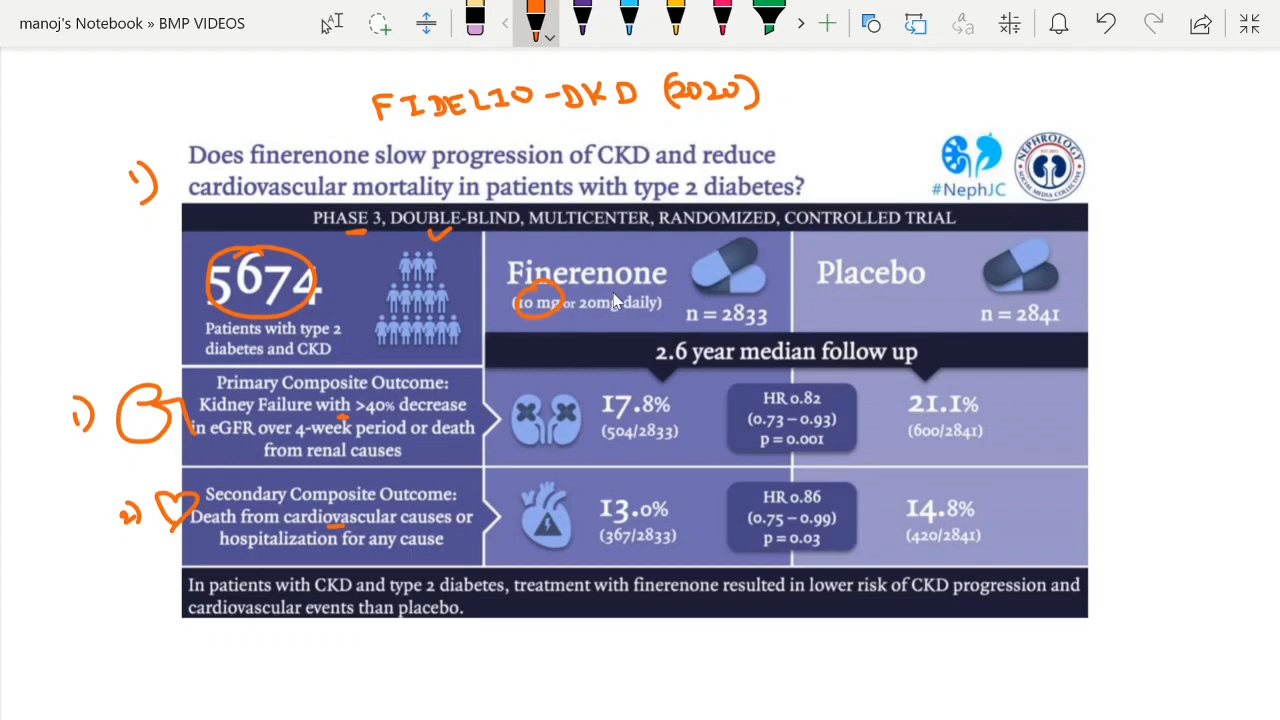 manoj's Notebook » BMP VIDEOS
FIDELIO-DKD (2020)
1)
Does finerenone slow progression of CKD and reduce
cardiovascular mortality in patients with type 2 diabetes?
#NephJC
NEPHROLOGY
SOCIAL MEDIA COLLECTIVE
PHASE 3, DOUBLE-BLIND, MULTICENTER, RANDOMIZED, CONTROLLED TRIAL
5674
Patients with type 2
diabetes and CKD
Finerenone
(10 mg or 20mg daily)
n = 2833
Placebo
n = 2841
2.6 year median follow up
1)
Primary Composite Outcome:
Kidney Failure with >40% decrease
in eGFR over 4-week period or death
from renal causes
17.8%
(504/2833)
HR 0.82
(0.73 – 0.93)
p = 0.001
21.1%
(600/2841)
2)
Secondary Composite Outcome:
Death from cardiovascular causes or
hospitalization for any cause
13.0%
(367/2833)
HR 0.86
(0.75 – 0.99)
p = 0.03
14.8%
(420/2841)
In patients with CKD and type 2 diabetes, treatment with finerenone resulted in lower risk of CKD progression and
cardiovascular events than placebo.